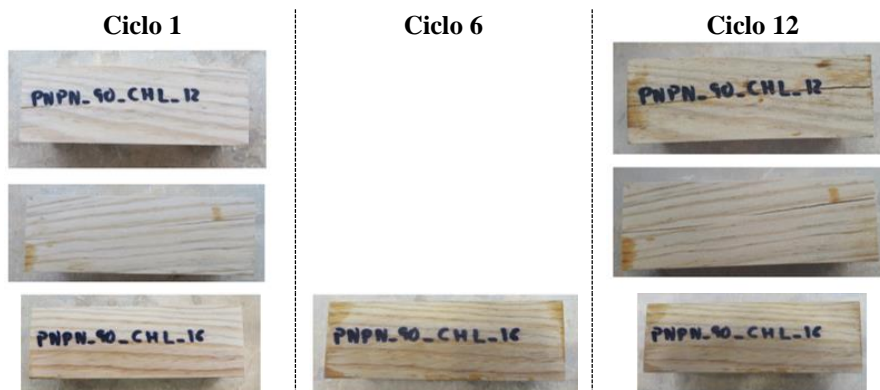 Ciclo 1
Ciclo 6
Ciclo 12
PNPN_90_CHL_12
PNPN_90_CHL_12
PNPN_90_CHL_16
PNPN_90_CHL_16
PNPN_90_CHL_16